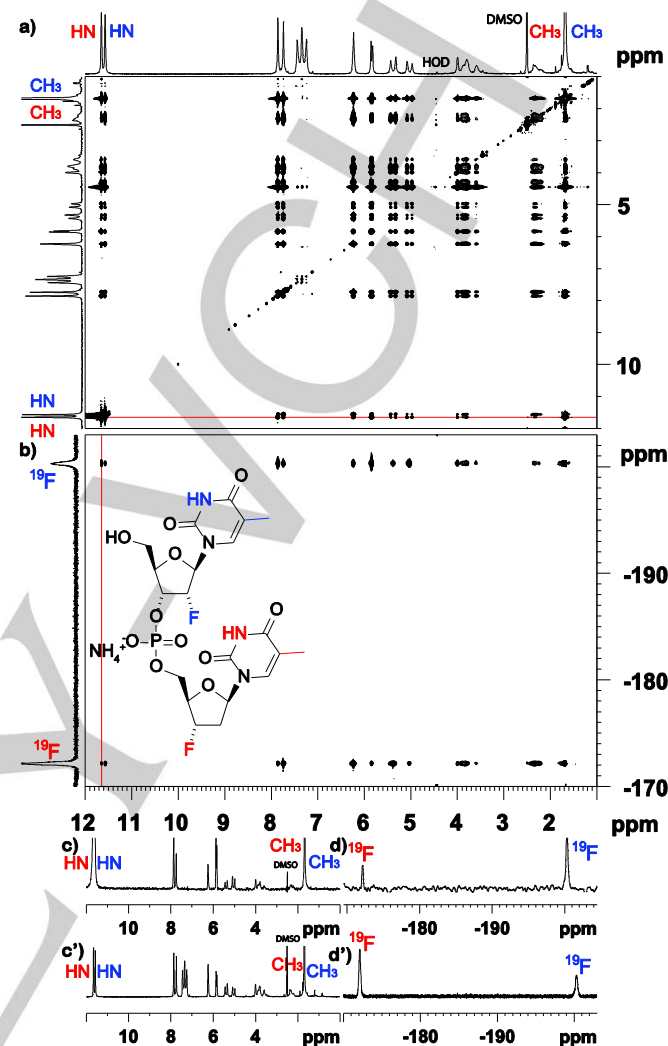 a)
HN HN
DMSO
CH₃ CH₃
HOD
ppm
CH₃
CH₃
5
10
HN
HN
b)
¹⁹F
ppm
-190
-180
-170
HN
O
O
N
HO
O
O
F
NH₄⁺ ⁻O P O
O
HN
O
O
N
O
F
¹⁹F
12 11 10 9 8 7 6 5 4 3 2 ppm
c)
HN HN
CH₃
DMSO
CH₃
d)
¹⁹F
¹⁹F
10 8 6 4 ppm
-180 -190 ppm
c')
HN HN
DMSO
CH₃
CH₃
d')
¹⁹F
¹⁹F
10 8 6 4 ppm
-180 -190 ppm